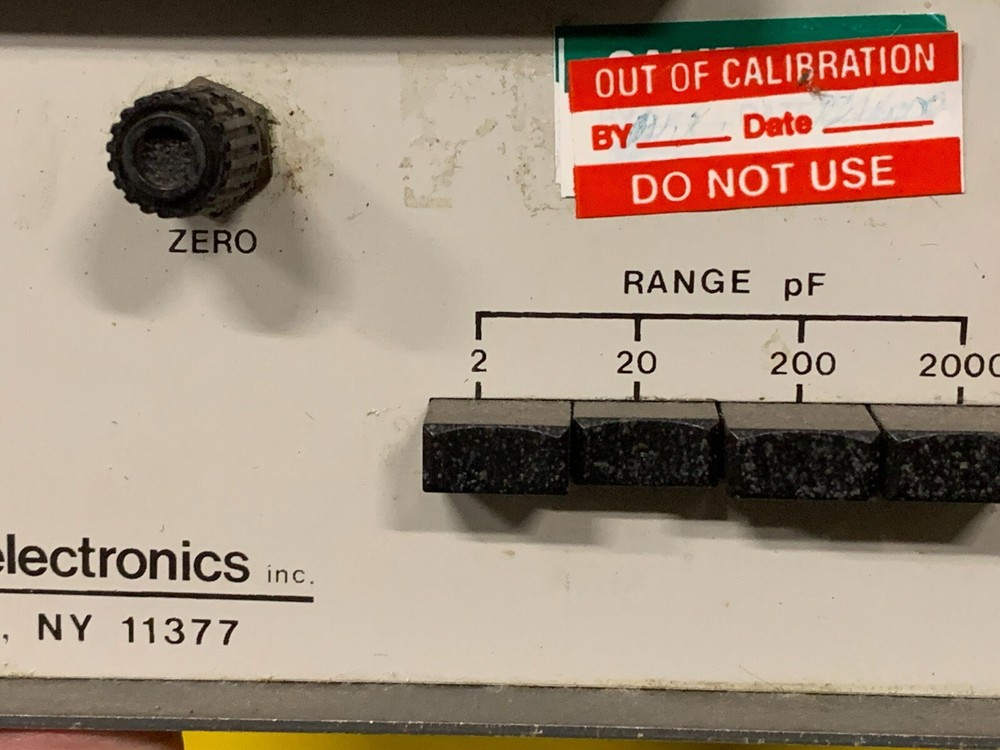 OUT OF CALIBRATION
BY Date
DO NOT USE
ZERO
RANGE pF
2 20 200 2000
electronics inc.
, NY 11377